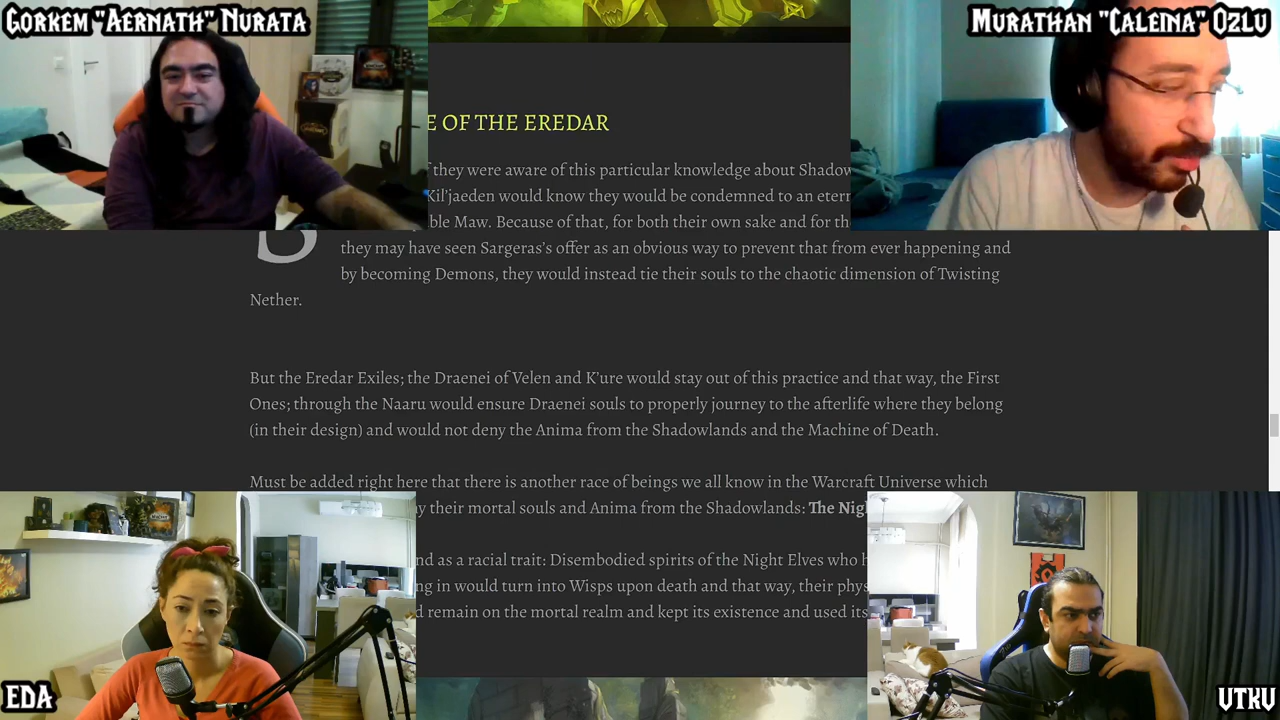 GORKEM "AERNATH" NURATA
MURATHAN "CALEINA" OZLU
E OF THE EREDAR
they were aware of this particular knowledge about Shadow
Kil'jaeden would know they would be condemned to an eter
ble Maw. Because of that, for both their own sake and for th
they may have seen Sargeras's offer as an obvious way to prevent that from ever happening and
by becoming Demons, they would instead tie their souls to the chaotic dimension of Twisting
Nether.
But the Eredar Exiles; the Draenei of Velen and K'ure would stay out of this practice and that way, the First
Ones; through the Naaru would ensure Draenei souls to properly journey to the afterlife where they belong
(in their design) and would not deny the Anima from the Shadowlands and the Machine of Death.
Must be added right here that there is another race of beings we all know in the Warcraft Universe which
y their mortal souls and Anima from the Shadowlands: The Nig
nd as a racial trait: Disembodied spirits of the Night Elves who h
ng in would turn into Wisps upon death and that way, their phys
d remain on the mortal realm and kept its existence and used its
EDA
UTKU